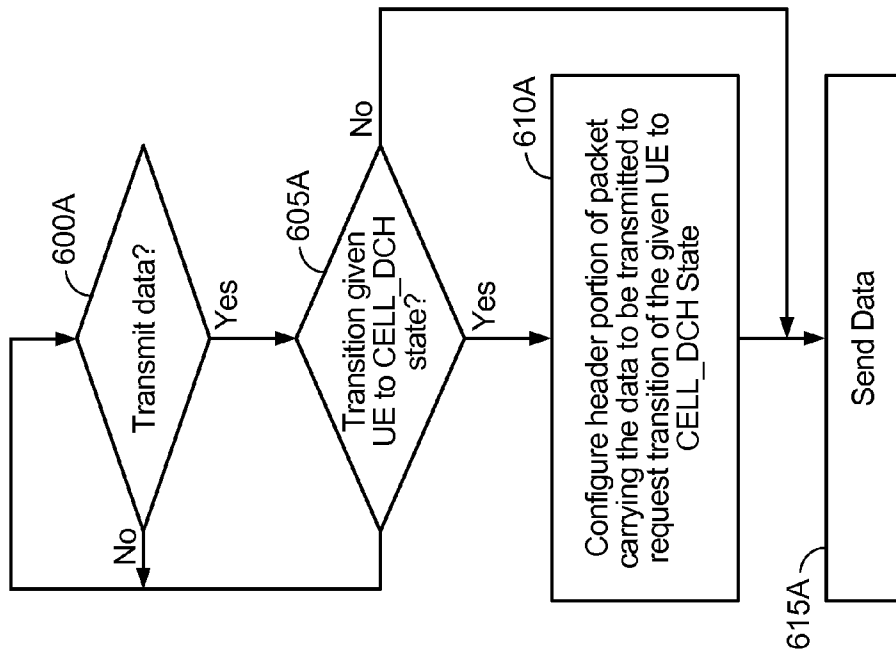 600A
Transmit data?
No
Yes
605A
Transition given
UE to CELL_DCH
state?
No
Yes
610A
Configure header portion of packet
carrying the data to be transmitted to
request transition of the given UE to
CELL_DCH State
615A
Send Data